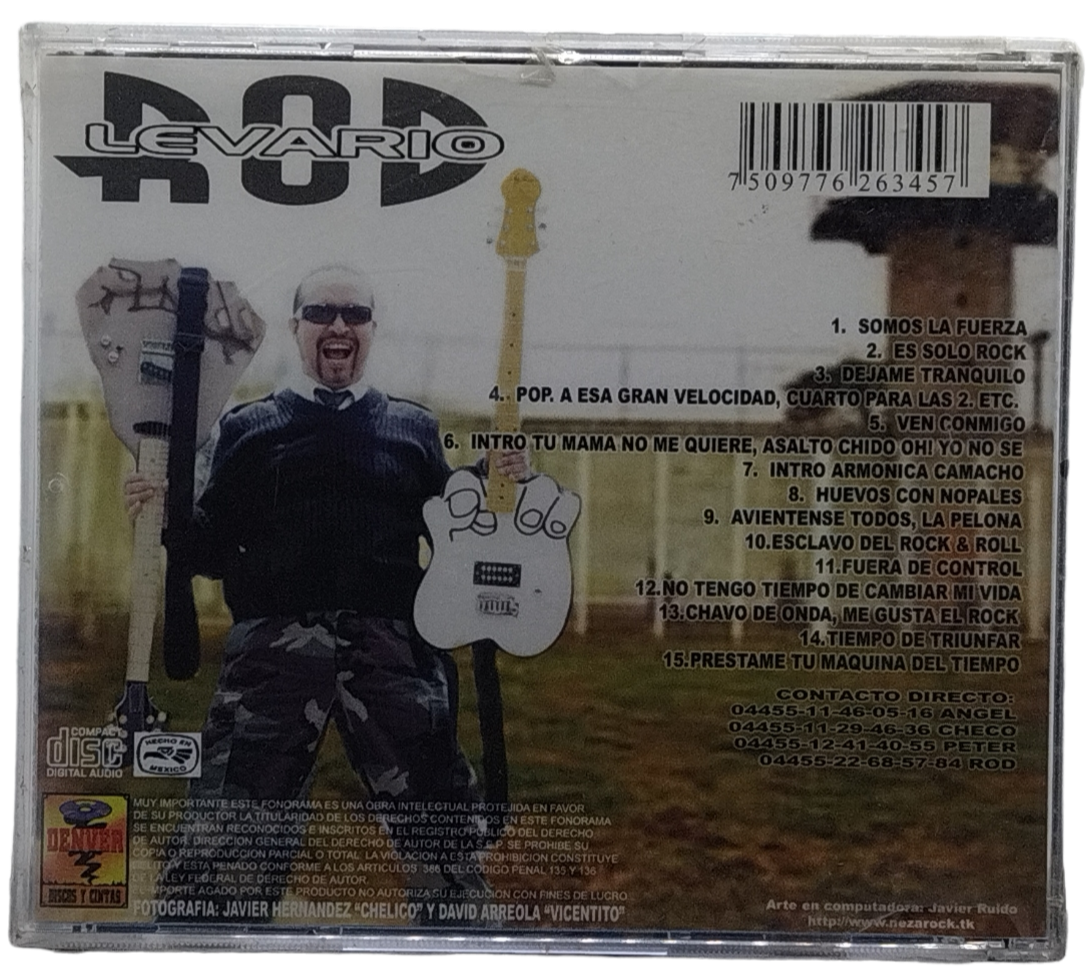 ROD
LEVARIO
7 509776 263457
1. SOMOS LA FUERZA
2. ES SOLO ROCK
3. DEJAME TRANQUILO
4. POP. A ESA GRAN VELOCIDAD, CUARTO PARA LAS 2. ETC.
5. VEN CONMIGO
6. INTRO TU MAMA NO ME QUIERE, ASALTO CHIDO OH! YO NO SE
7. INTRO ARMONICA CAMACHO
8. HUEVOS CON NOPALES
9. AVIENTENSE TODOS, LA PELONA
10.ESCLAVO DEL ROCK & ROLL
11.FUERA DE CONTROL
12.NO TENGO TIEMPO DE CAMBIAR MI VIDA
13.CHAVO DE ONDA, ME GUSTA EL ROCK
14.TIEMPO DE TRIUNFAR
15.PRESTAME TU MAQUINA DEL TIEMPO
CONTACTO DIRECTO:
04455-11-46-05-16 ANGEL
04455-11-29-46-36 CHECO
04455-12-41-40-55 PETER
04455-22-68-57-84 ROD
COMPACT
disc
DIGITAL AUDIO
HECHO EN
MEXICO
DENVER
DISCOS Y CINTAS
MUY IMPORTANTE ESTE FONORAMA ES UNA OBRA INTELECTUAL PROTEJIDA EN FAVOR
DE SU PRODUCTOR LA TITULARIDAD DE LOS DERECHOS CONTENIDOS EN ESTE FONORAMA
SE ENCUENTRAN RECONOCIDOS E INSCRITOS EN EL REGISTRO PUBLICO DEL DERECHO
DE AUTOR. DIRECCION GENERAL DEL DERECHO DE AUTOR DE LA S.E.P. SE PROHIBE SU
COPIA O REPRODUCCION PARCIAL O TOTAL. LA VIOLACION A ESTA PROHIBICION CONSTITUYE
DELITO Y ESTA PENADO CONFORME A LOS ARTICULOS 386 DEL CODIGO PENAL 135 Y 136
DE LA LEY FEDERAL DE DERECHO DE AUTOR.
EL IMPORTE AGADO POR ESTE PRODUCTO NO AUTORIZA SU EJECUCION CON FINES DE LUCRO
FOTOGRAFIA: JAVIER HERNANDEZ "CHELICO" Y DAVID ARREOLA "VICENTITO"
Arte en computadora: Javier Ruido
http://www.nezarock.tk